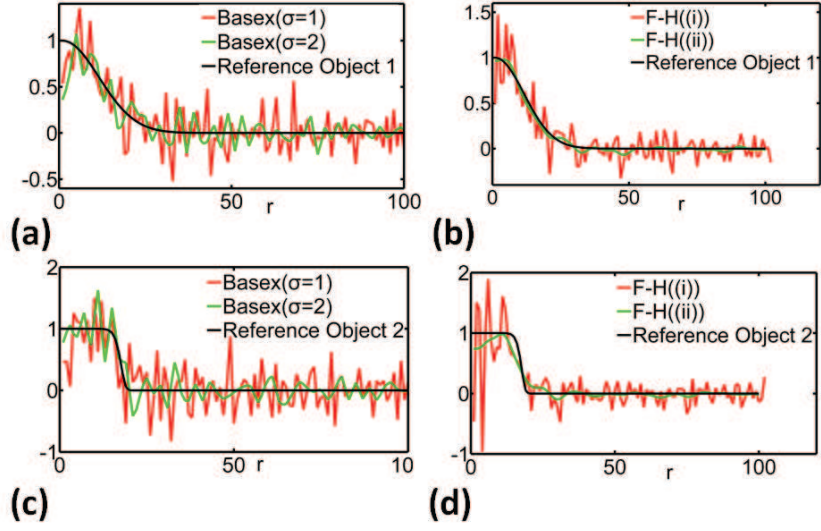 1
0.5
0
-0.5
0
50
100
r
Basex(σ=1)
Basex(σ=2)
Reference Object 1
(a)
1.5
1
0.5
0
0
50
100
r
F-H((i))
F-H((ii))
Reference Object 1
(b)
2
1
0
-1
0
50
10
r
Basex(σ=1)
Basex(σ=2)
Reference Object 2
(c)
2
1
0
-1
0
50
100
r
F-H((i))
F-H((ii))
Reference Object 2
(d)